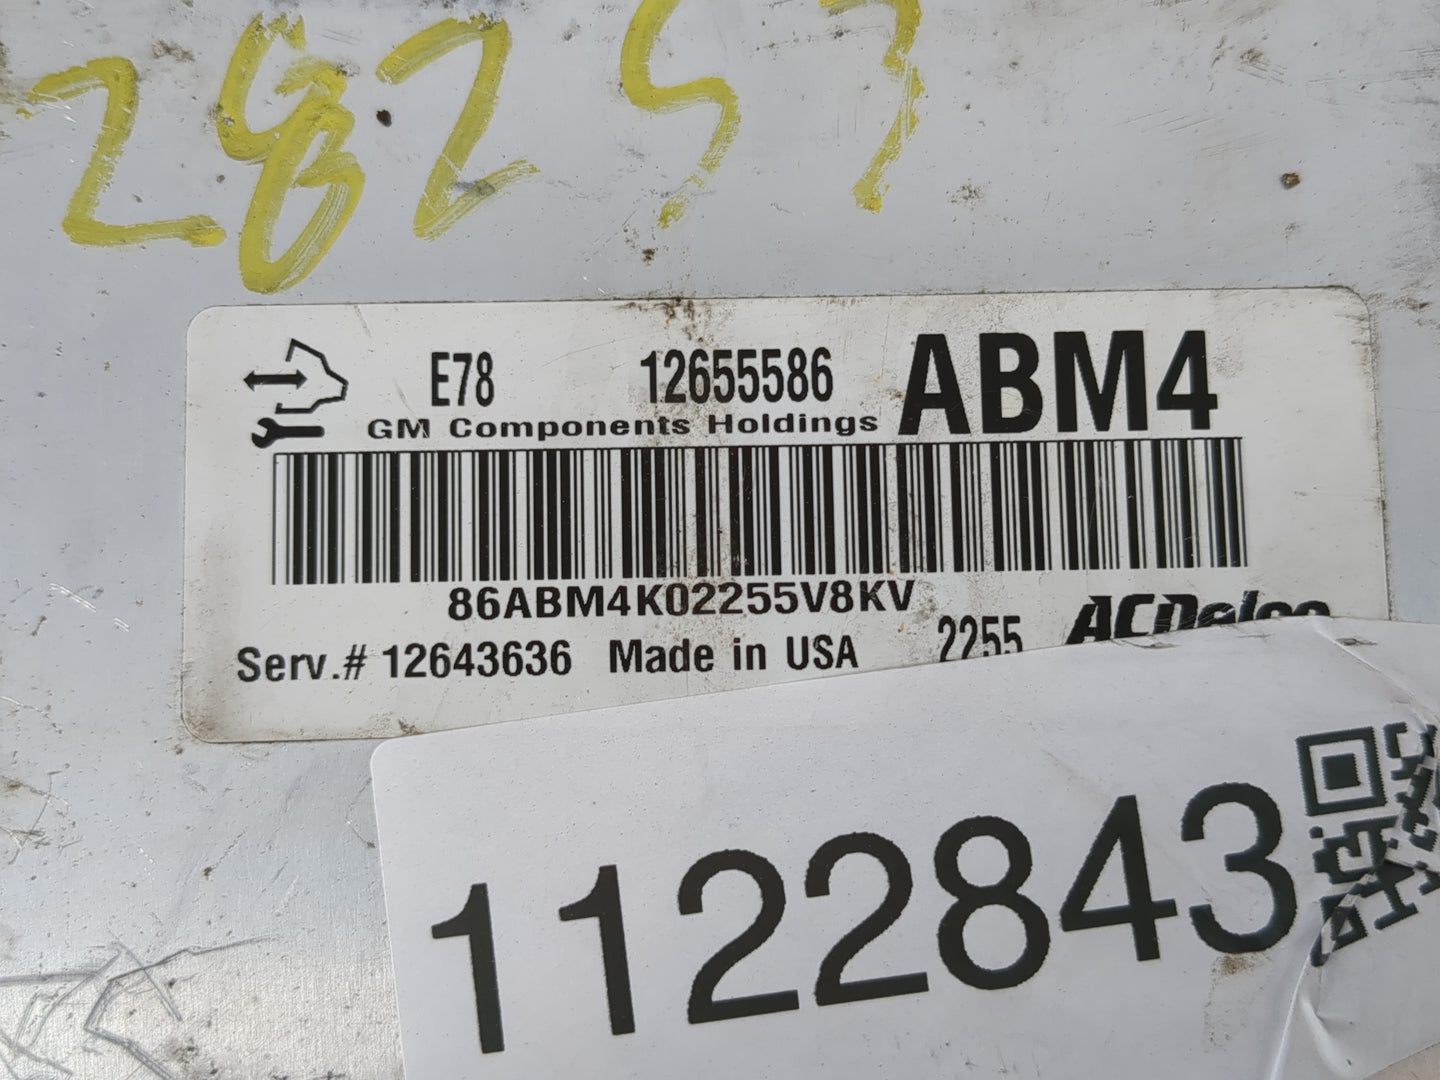 28257
E78 12655586 ABM4
GM Components Holdings
86ABM4K02255V8KV
Serv.# 12643636 Made in USA 2255 ACDelco
1122843